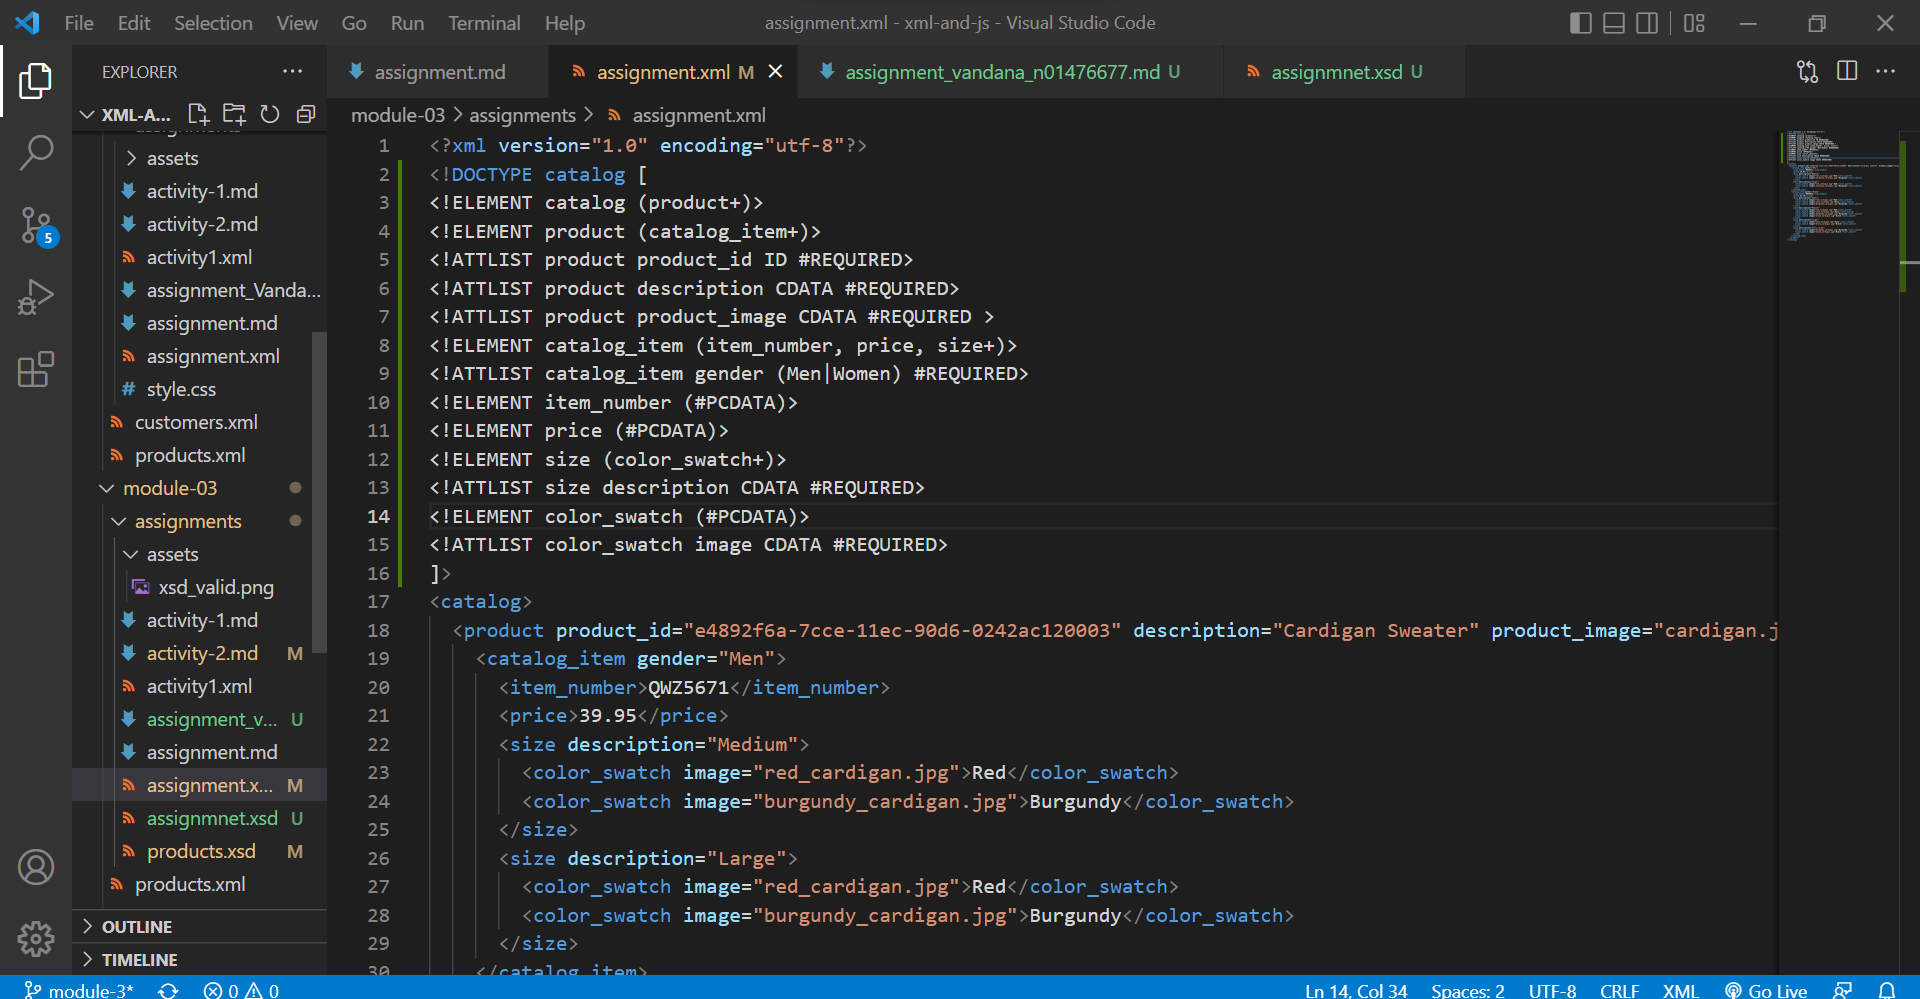 File Edit Selection View Go Run Terminal Help
assignment.xml - xml-and-js - Visual Studio Code
EXPLORER
assignment.md
assignment.xml M
assignment_vandana_n01476677.md U
assignmnet.xsd U
XML-A...
module-03 > assignments > assignment.xml
assets
activity-1.md
activity-2.md
activity1.xml
assignment_Vanda...
assignment.md
assignment.xml
style.css
customers.xml
products.xml
module-03
assignments
assets
xsd_valid.png
activity-1.md
activity-2.md M
activity1.xml
assignment_v... U
assignment.md
assignment.x... M
assignmnet.xsd U
products.xsd M
products.xml
OUTLINE
TIMELINE
5
1 <?xml version="1.0" encoding="utf-8"?>
2 <!DOCTYPE catalog [
3 <!ELEMENT catalog (product+)>
4 <!ELEMENT product (catalog_item+)>
5 <!ATTLIST product product_id ID #REQUIRED>
6 <!ATTLIST product description CDATA #REQUIRED>
7 <!ATTLIST product product_image CDATA #REQUIRED >
8 <!ELEMENT catalog_item (item_number, price, size+)>
9 <!ATTLIST catalog_item gender (Men|Women) #REQUIRED>
10 <!ELEMENT item_number (#PCDATA)>
11 <!ELEMENT price (#PCDATA)>
12 <!ELEMENT size (color_swatch+)>
13 <!ATTLIST size description CDATA #REQUIRED>
14 <!ELEMENT color_swatch (#PCDATA)>
15 <!ATTLIST color_swatch image CDATA #REQUIRED>
16 ]>
17 <catalog>
18 <product product_id="e4892f6a-7cce-11ec-90d6-0242ac120003" description="Cardigan Sweater" product_image="cardigan.j
19 <catalog_item gender="Men">
20 <item_number>QWZ5671</item_number>
21 <price>39.95</price>
22 <size description="Medium">
23 <color_swatch image="red_cardigan.jpg">Red</color_swatch>
24 <color_swatch image="burgundy_cardigan.jpg">Burgundy</color_swatch>
25 </size>
26 <size description="Large">
27 <color_swatch image="red_cardigan.jpg">Red</color_swatch>
28 <color_swatch image="burgundy_cardigan.jpg">Burgundy</color_swatch>
29 </size>
30 </catalog_item>
module-3* 0 0
Ln 14, Col 34 Spaces: 2 UTF-8 CRLF XML Go Live